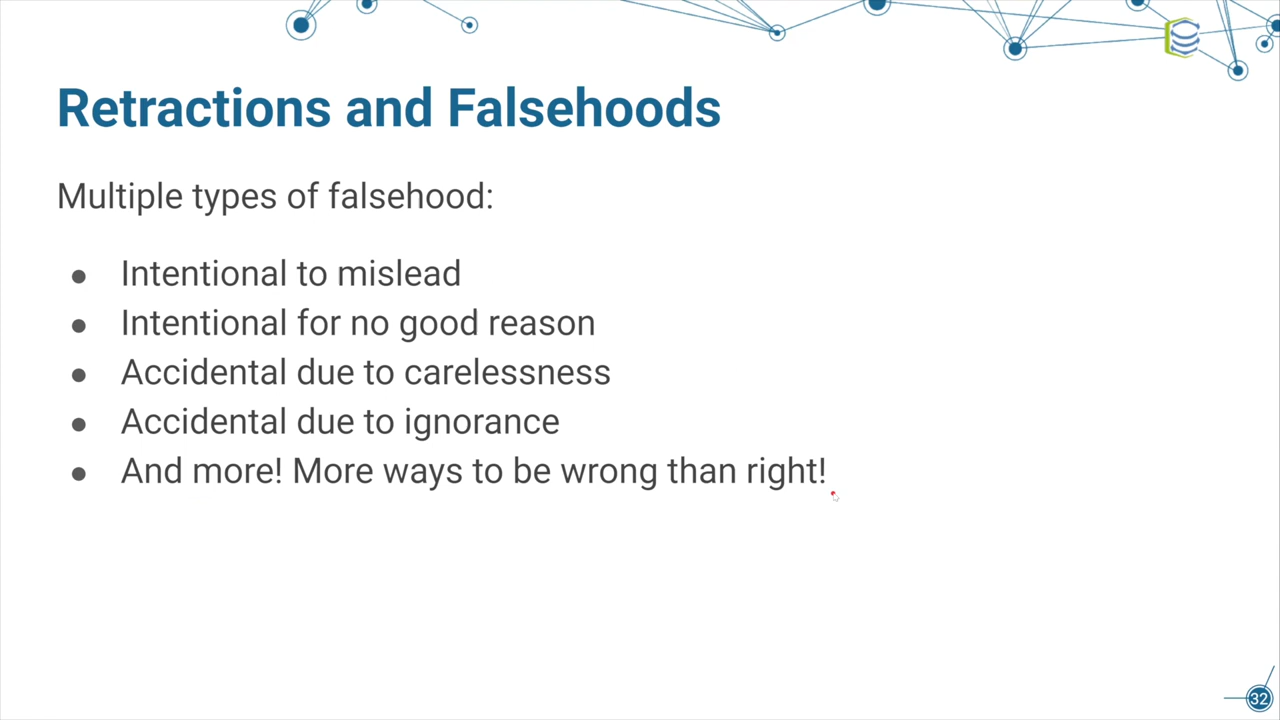 Retractions and Falsehoods
Multiple types of falsehood:
● Intentional to mislead
● Intentional for no good reason
● Accidental due to carelessness
● Accidental due to ignorance
● And more! More ways to be wrong than right!
32